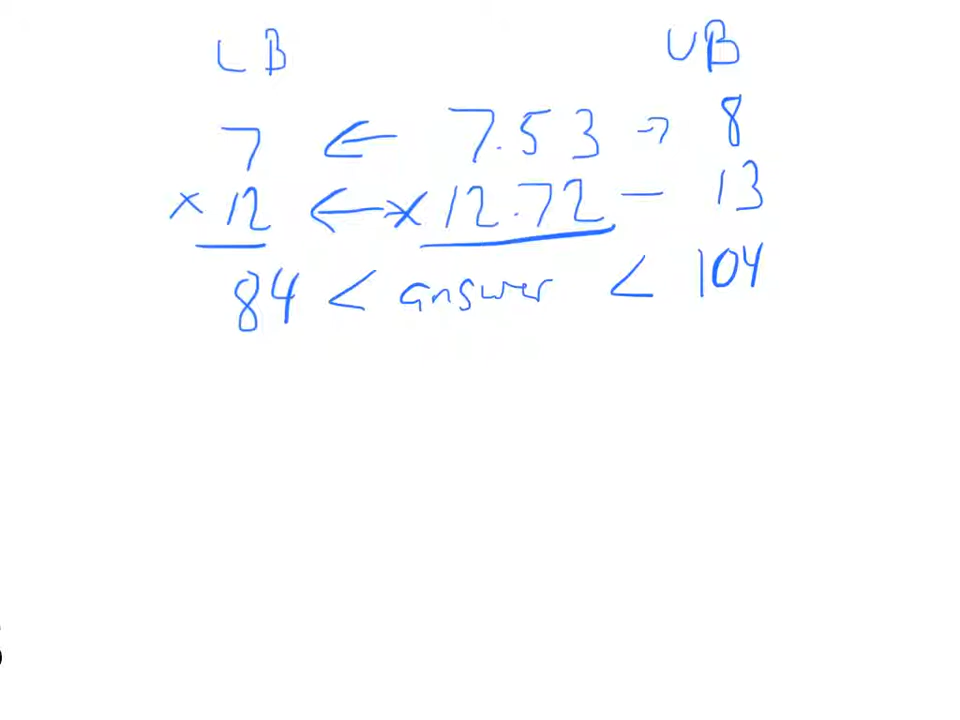 LB UB
7 ← 7.53 → 8
× 12 ← × 12.72 — 13
84 < answer < 104